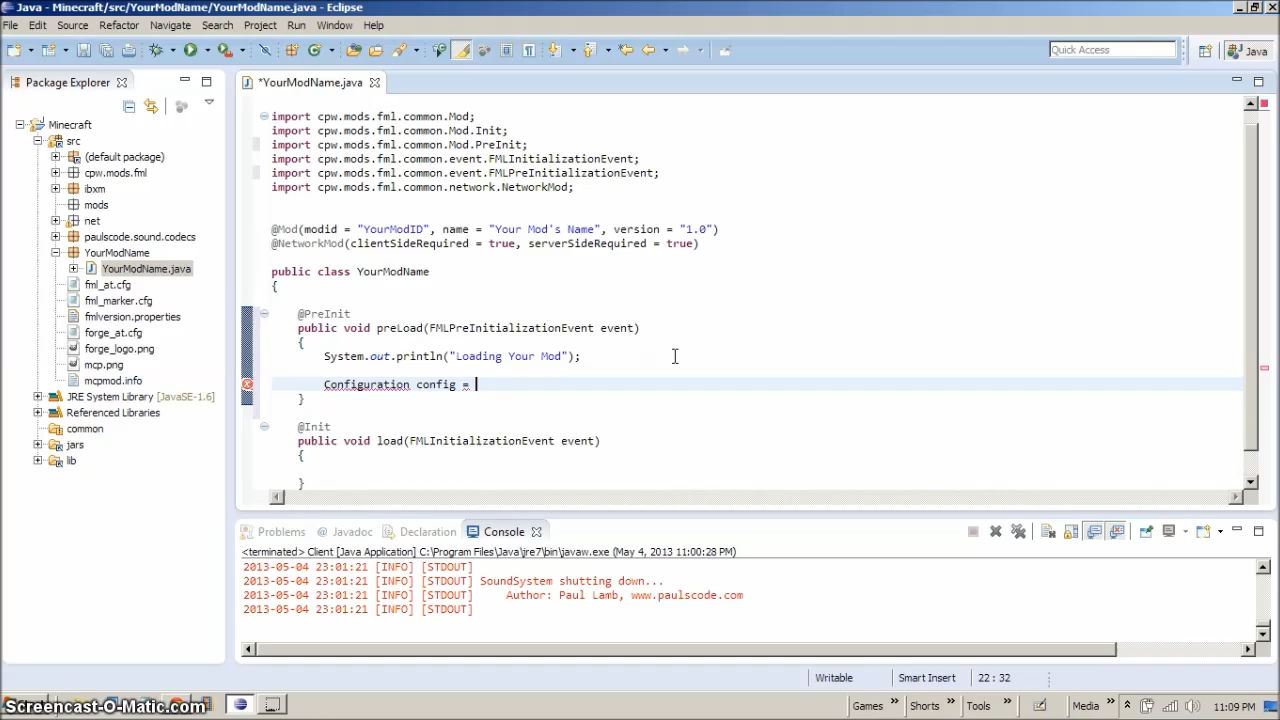 Java - Minecraft/src/YourModName/YourModName.java - Eclipse
File Edit Source Refactor Navigate Search Project Run Window Help
Quick Access
Java
Package Explorer
*YourModName.java
Minecraft
src
(default package)
cpw.mods.fml
ibxm
mods
net
paulscode.sound.codecs
YourModName
YourModName.java
fml_at.cfg
fml_marker.cfg
fmlversion.properties
forge_at.cfg
forge_logo.png
mcp.png
mcpmod.info
JRE System Library [JavaSE-1.6]
Referenced Libraries
common
jars
lib
import cpw.mods.fml.common.Mod;
import cpw.mods.fml.common.Mod.Init;
import cpw.mods.fml.common.Mod.PreInit;
import cpw.mods.fml.common.event.FMLInitializationEvent;
import cpw.mods.fml.common.event.FMLPreInitializationEvent;
import cpw.mods.fml.common.network.NetworkMod;
@Mod(modid = "YourModID", name = "Your Mod's Name", version = "1.0")
@NetworkMod(clientSideRequired = true, serverSideRequired = true)
public class YourModName
{
@PreInit
public void preLoad(FMLPreInitializationEvent event)
{
System.out.println("Loading Your Mod");
Configuration config =
}
@Init
public void load(FMLInitializationEvent event)
{
}
Problems @ Javadoc Declaration Console
<terminated> Client [Java Application] C:\Program Files\Java\jre7\bin\javaw.exe (May 4, 2013 11:00:28 PM)
2013-05-04 23:01:21 [INFO] [STDOUT]
2013-05-04 23:01:21 [INFO] [STDOUT] SoundSystem shutting down...
2013-05-04 23:01:21 [INFO] [STDOUT] Author: Paul Lamb, www.paulscode.com
2013-05-04 23:01:21 [INFO] [STDOUT]
Writable Smart Insert 22 : 32
Screencast-O-Matic.com
Games » Shorts » Tools » Media » 11:09 PM